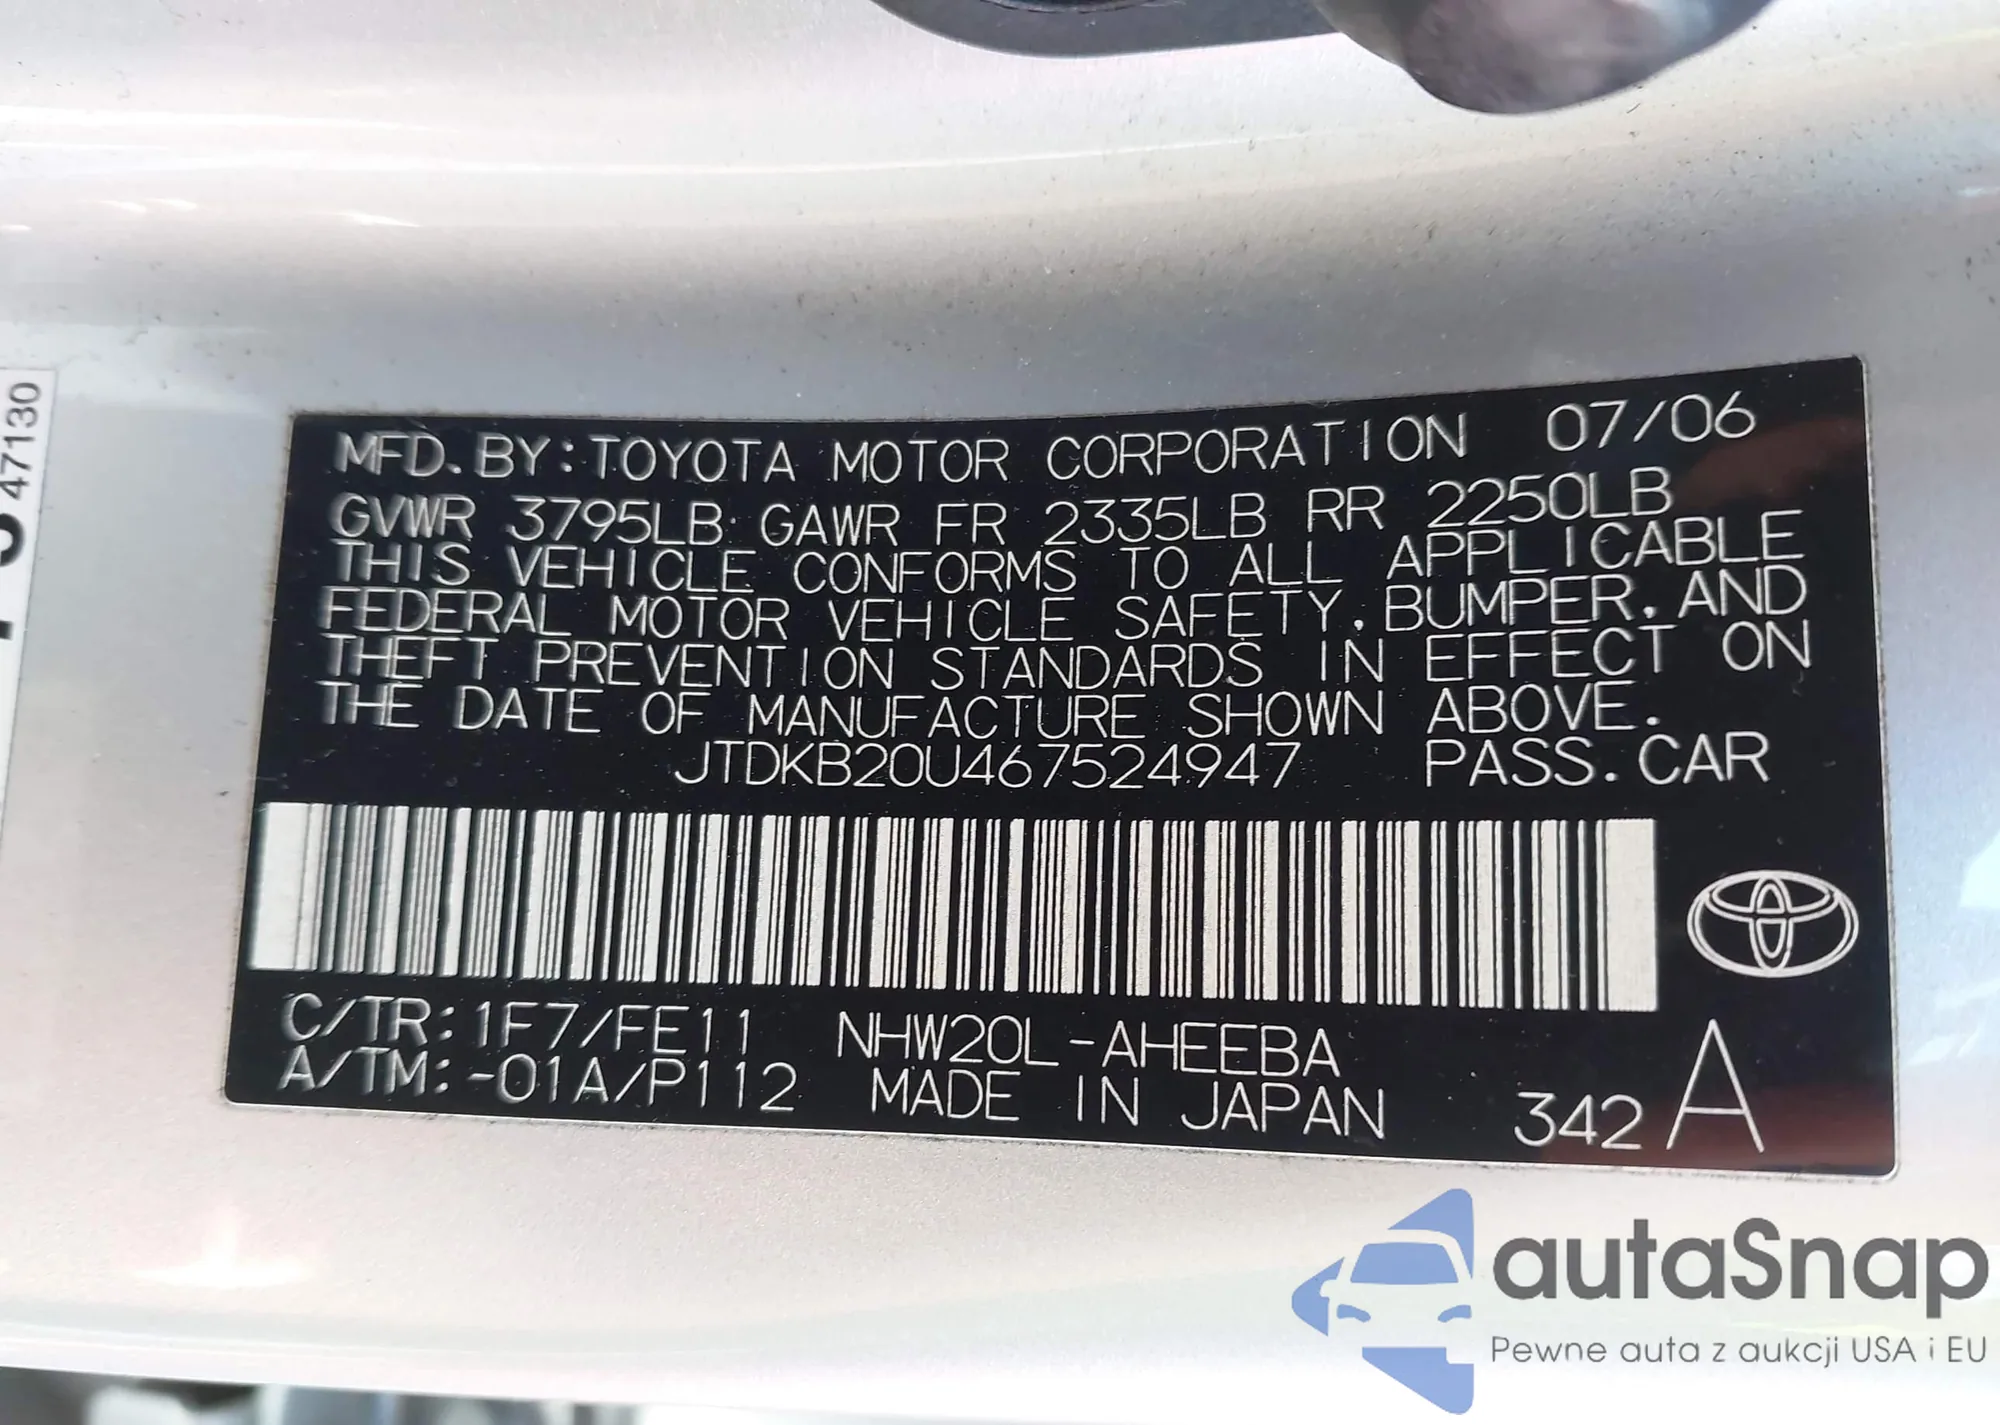 47130
MFD. BY: TOYOTA MOTOR CORPORATION 07/06
GVWR 3795LB GAWR FR 2335LB RR 2250LB
THIS VEHICLE CONFORMS TO ALL APPLICABLE
FEDERAL MOTOR VEHICLE SAFETY, BUMPER, AND
THEFT PREVENTION STANDARDS IN EFFECT ON
THE DATE OF MANUFACTURE SHOWN ABOVE.
JTDKB20U467524947 PASS. CAR
C/TR: 1F7/FE11 NHW20L-AHEEBA
A/TM: -01A/P112 MADE IN JAPAN 342 A
autoSnap
Pewne auta z aukcji USA i EU